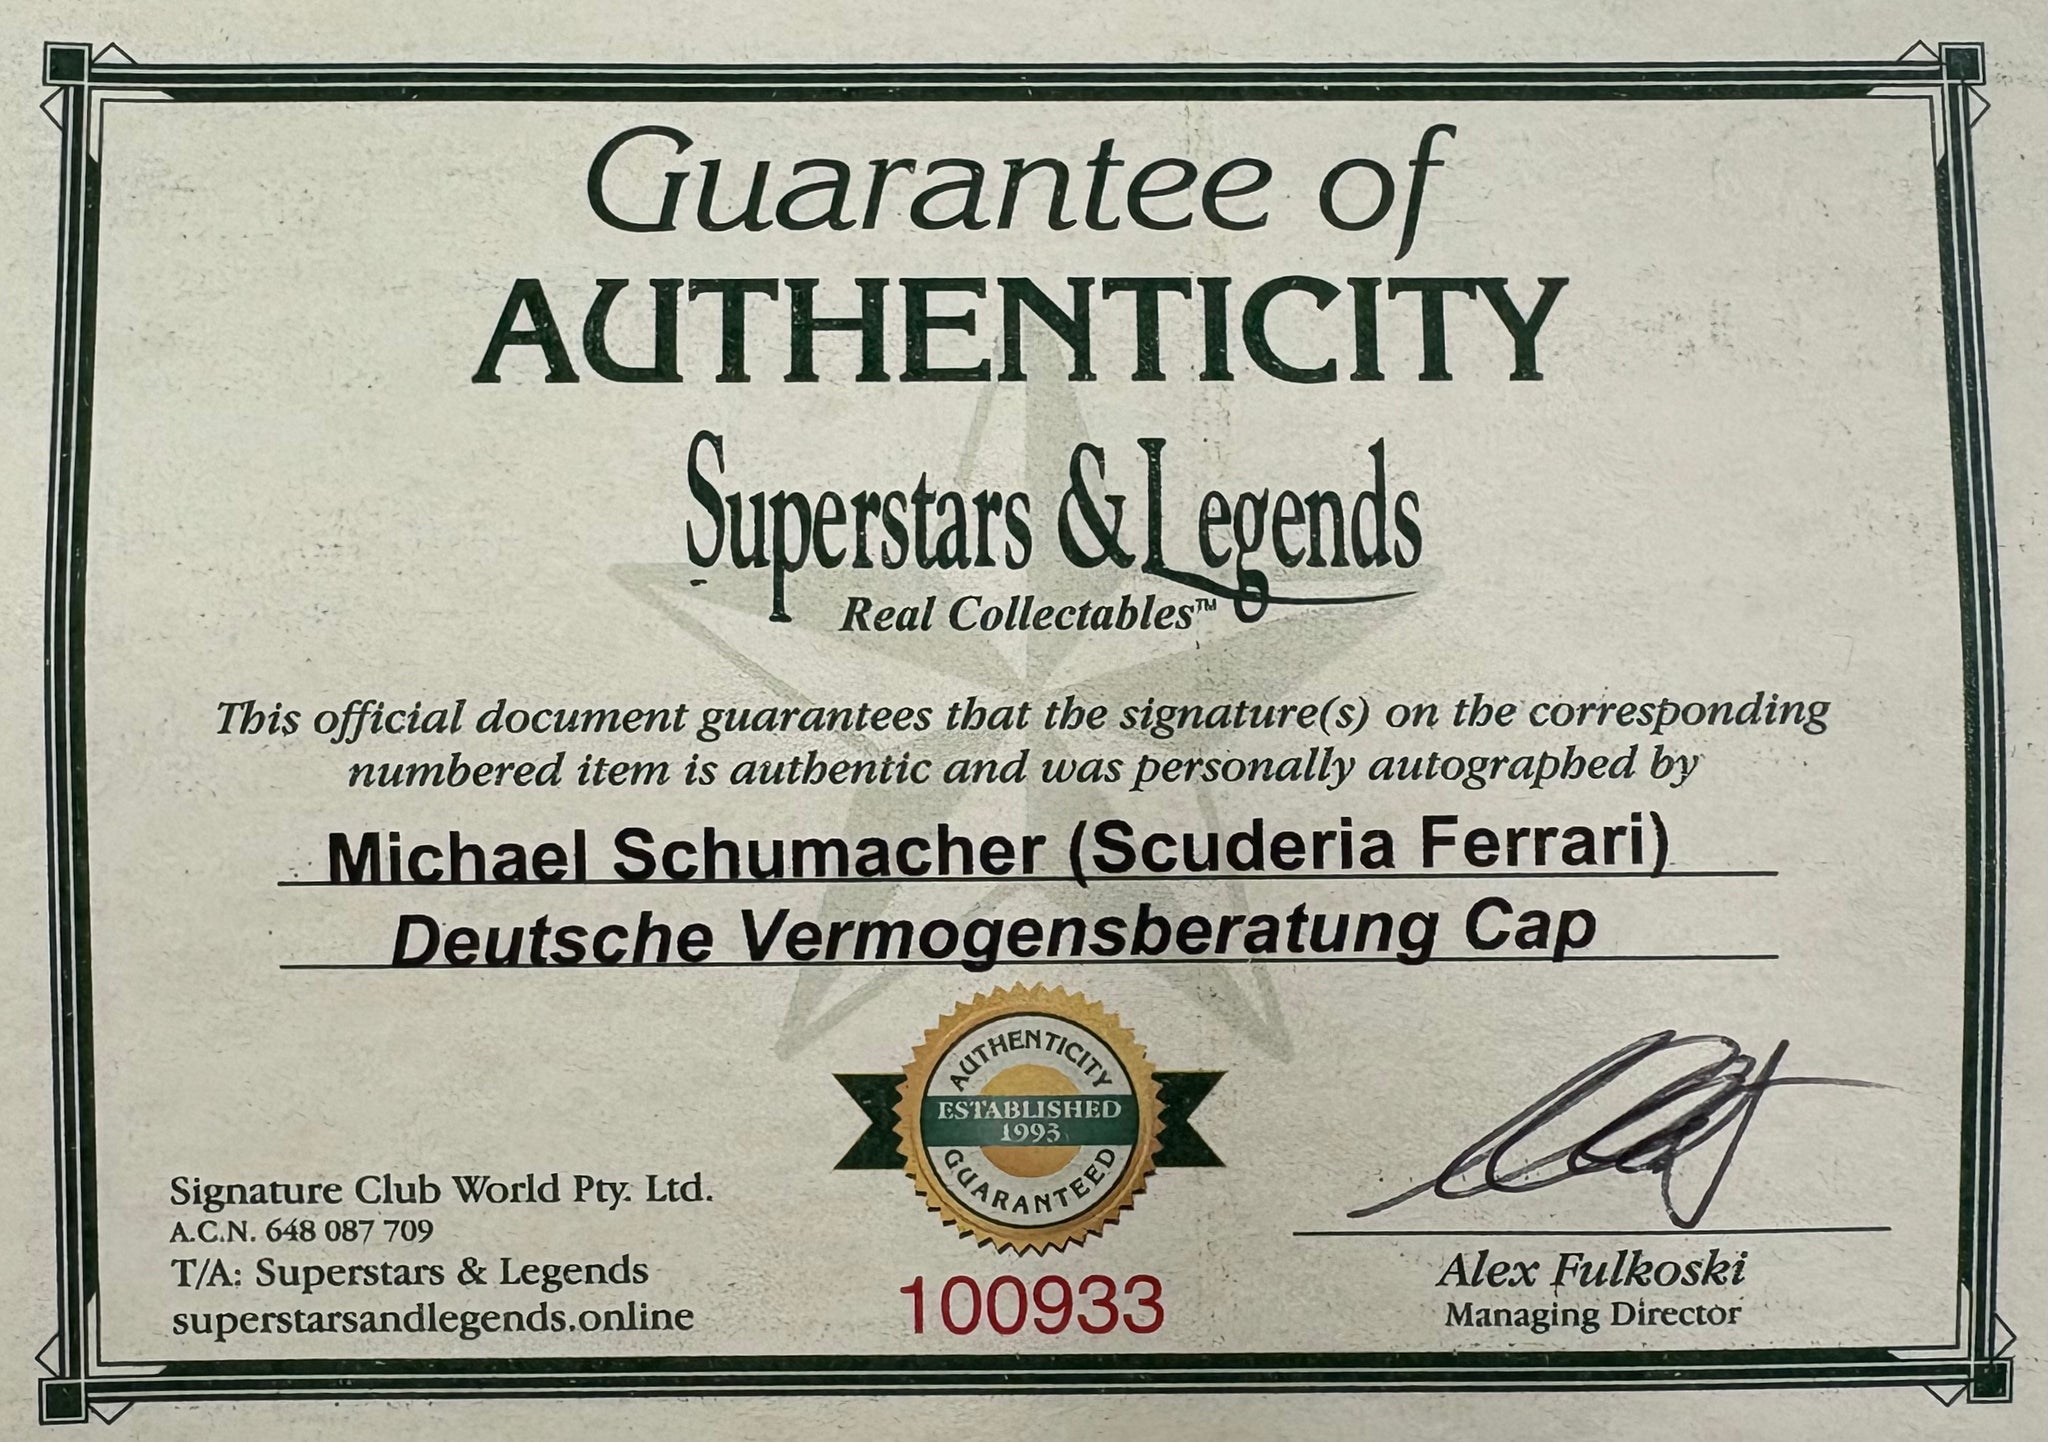 Guarantee of
AUTHENTICITY
Superstars & Legends
Real Collectables™
This official document guarantees that the signature(s) on the corresponding
numbered item is authentic and was personally autographed by
Michael Schumacher (Scuderia Ferrari)
Deutsche Vermogensberatung Cap
AUTHENTICITY
ESTABLISHED
1993
GUARANTEED
Signature Club World Pty. Ltd.
A.C.N. 648 087 709
T/A: Superstars & Legends
superstarsandlegends.online
100933
Alex Fulkoski
Managing Director